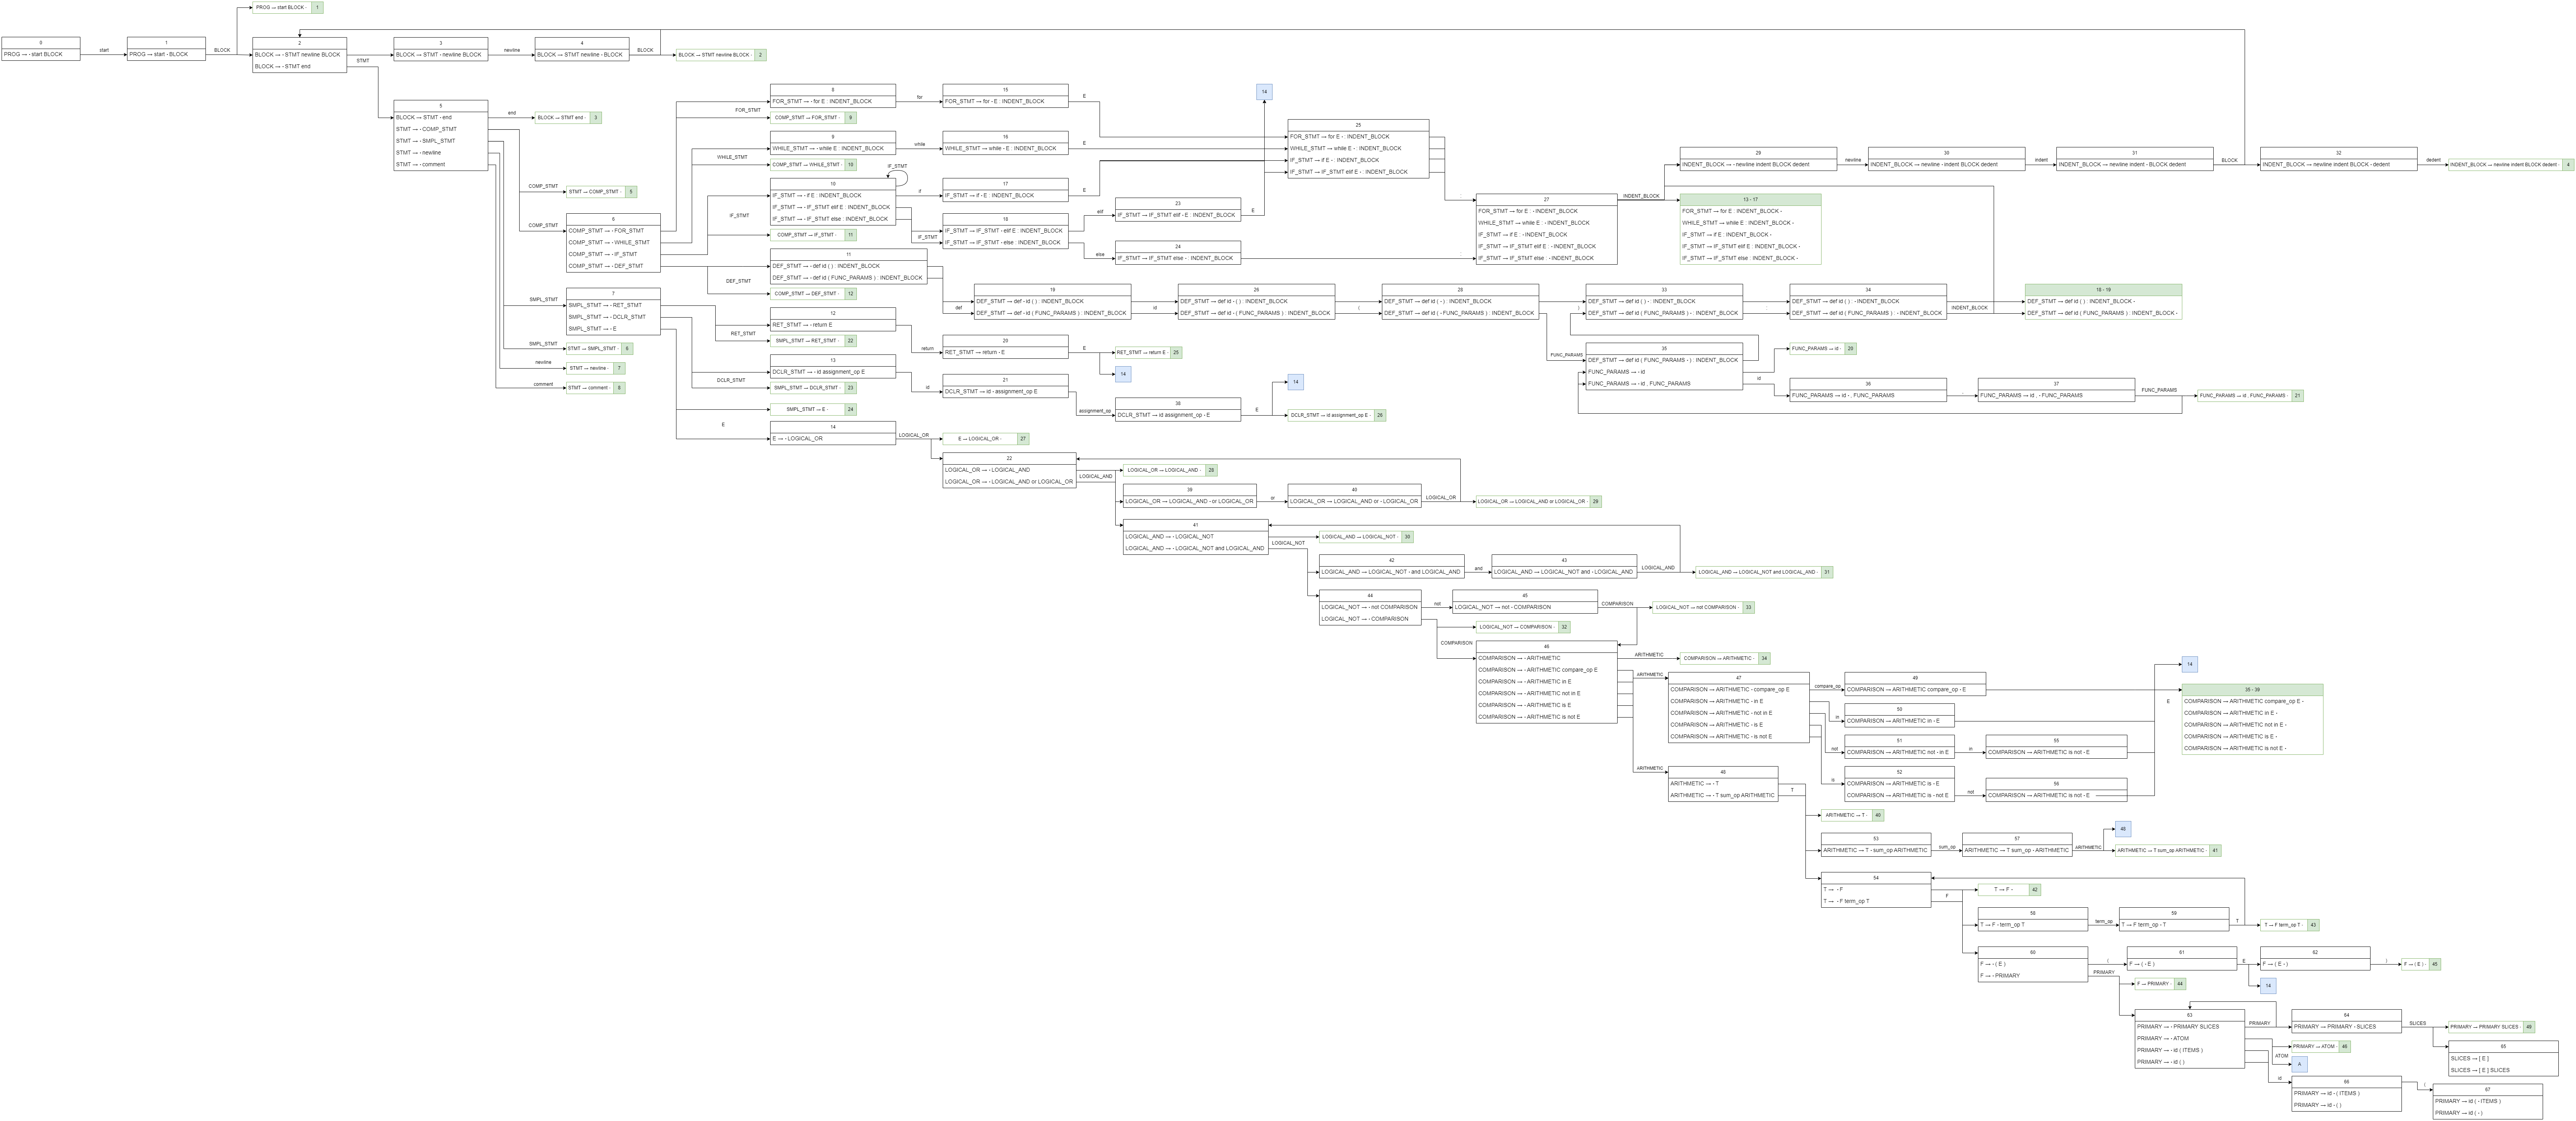 PROG → start BLOCK - 1
0
PROG → - start BLOCK
start
1
PROG → start - BLOCK
BLOCK
2
BLOCK → - STMT newline BLOCK
BLOCK → - STMT end
STMT
3
BLOCK → STMT - newline BLOCK
newline
4
BLOCK → STMT newline - BLOCK
BLOCK
BLOCK → STMT newline BLOCK - 2
5
BLOCK → STMT - end
STMT → - COMP_STMT
STMT → - SMPL_STMT
STMT → - newline
STMT → - comment
end
BLOCK → STMT end - 3
COMP_STMT
STMT → COMP_STMT - 5
COMP_STMT
6
COMP_STMT → - FOR_STMT
COMP_STMT → - WHILE_STMT
COMP_STMT → - IF_STMT
COMP_STMT → - DEF_STMT
SMPL_STMT
7
SMPL_STMT → - RET_STMT
SMPL_STMT → - DCLR_STMT
SMPL_STMT → - E
SMPL_STMT
STMT → SMPL_STMT - 6
newline
STMT → newline - 7
comment
STMT → comment - 8
FOR_STMT
8
FOR_STMT → - for E : INDENT_BLOCK
COMP_STMT → FOR_STMT - 9
for
15
FOR_STMT → for - E : INDENT_BLOCK
E
WHILE_STMT
9
WHILE_STMT → - while E : INDENT_BLOCK
COMP_STMT → WHILE_STMT - 10
while
16
WHILE_STMT → while - E : INDENT_BLOCK
E
IF_STMT
IF_STMT
10
IF_STMT → - if E : INDENT_BLOCK
IF_STMT → - IF_STMT elif E : INDENT_BLOCK
IF_STMT → - IF_STMT else : INDENT_BLOCK
COMP_STMT → IF_STMT - 11
if
17
IF_STMT → if - E : INDENT_BLOCK
E
IF_STMT
18
IF_STMT → IF_STMT - elif E : INDENT_BLOCK
IF_STMT → IF_STMT - else : INDENT_BLOCK
elif
23
IF_STMT → IF_STMT elif - E : INDENT_BLOCK
E
14
else
24
IF_STMT → IF_STMT else - : INDENT_BLOCK
:
25
FOR_STMT → for E - : INDENT_BLOCK
WHILE_STMT → while E - : INDENT_BLOCK
IF_STMT → if E - : INDENT_BLOCK
IF_STMT → IF_STMT elif E - : INDENT_BLOCK
:
27
FOR_STMT → for E : - INDENT_BLOCK
WHILE_STMT → while E : - INDENT_BLOCK
IF_STMT → if E : - INDENT_BLOCK
IF_STMT → IF_STMT elif E : - INDENT_BLOCK
IF_STMT → IF_STMT else : - INDENT_BLOCK
INDENT_BLOCK
13 - 17
FOR_STMT → for E : INDENT_BLOCK -
WHILE_STMT → while E : INDENT_BLOCK -
IF_STMT → if E : INDENT_BLOCK -
IF_STMT → IF_STMT elif E : INDENT_BLOCK -
IF_STMT → IF_STMT else : INDENT_BLOCK -
29
INDENT_BLOCK → - newline indent BLOCK dedent
newline
30
INDENT_BLOCK → newline - indent BLOCK dedent
indent
31
INDENT_BLOCK → newline indent - BLOCK dedent
BLOCK
32
INDENT_BLOCK → newline indent BLOCK - dedent
dedent
INDENT_BLOCK → newline indent BLOCK dedent - 4
DEF_STMT
11
DEF_STMT → - def id ( ) : INDENT_BLOCK
DEF_STMT → - def id ( FUNC_PARAMS ) : INDENT_BLOCK
COMP_STMT → DEF_STMT - 12
def
19
DEF_STMT → def - id ( ) : INDENT_BLOCK
DEF_STMT → def - id ( FUNC_PARAMS ) : INDENT_BLOCK
id
26
DEF_STMT → def id - ( ) : INDENT_BLOCK
DEF_STMT → def id - ( FUNC_PARAMS ) : INDENT_BLOCK
(
28
DEF_STMT → def id ( - ) : INDENT_BLOCK
DEF_STMT → def id ( - FUNC_PARAMS ) : INDENT_BLOCK
)
33
DEF_STMT → def id ( ) - : INDENT_BLOCK
DEF_STMT → def id ( FUNC_PARAMS ) - : INDENT_BLOCK
:
34
DEF_STMT → def id ( ) : - INDENT_BLOCK
DEF_STMT → def id ( FUNC_PARAMS ) : - INDENT_BLOCK
INDENT_BLOCK
18 - 19
DEF_STMT → def id ( ) : INDENT_BLOCK -
DEF_STMT → def id ( FUNC_PARAMS ) : INDENT_BLOCK -
FUNC_PARAMS
35
DEF_STMT → def id ( FUNC_PARAMS - ) : INDENT_BLOCK
FUNC_PARAMS → - id
FUNC_PARAMS → - id , FUNC_PARAMS
FUNC_PARAMS → id - 20
id
36
FUNC_PARAMS → id - , FUNC_PARAMS
,
37
FUNC_PARAMS → id , - FUNC_PARAMS
FUNC_PARAMS
FUNC_PARAMS → id , FUNC_PARAMS - 21
12
RET_STMT → - return E
RET_STMT
SMPL_STMT → RET_STMT - 22
return
20
RET_STMT → return - E
E
RET_STMT → return E - 25
14
13
DCLR_STMT → - id assignment_op E
DCLR_STMT
SMPL_STMT → DCLR_STMT - 23
id
21
DCLR_STMT → id - assignment_op E
assignment_op
38
DCLR_STMT → id assignment_op - E
E
14
DCLR_STMT → id assignment_op E - 26
SMPL_STMT → E - 24
E
14
E → - LOGICAL_OR
LOGICAL_OR
E → LOGICAL_OR - 27
22
LOGICAL_OR → - LOGICAL_AND
LOGICAL_OR → - LOGICAL_AND or LOGICAL_OR
LOGICAL_AND
LOGICAL_OR → LOGICAL_AND - 28
39
LOGICAL_OR → LOGICAL_AND - or LOGICAL_OR
or
40
LOGICAL_OR → LOGICAL_AND or - LOGICAL_OR
LOGICAL_OR
LOGICAL_OR → LOGICAL_AND or LOGICAL_OR - 29
41
LOGICAL_AND → - LOGICAL_NOT
LOGICAL_AND → - LOGICAL_NOT and LOGICAL_AND
LOGICAL_NOT
LOGICAL_AND → LOGICAL_NOT - 30
42
LOGICAL_AND → LOGICAL_NOT - and LOGICAL_AND
and
43
LOGICAL_AND → LOGICAL_NOT and - LOGICAL_AND
LOGICAL_AND
LOGICAL_AND → LOGICAL_NOT and LOGICAL_AND - 31
44
LOGICAL_NOT → - not COMPARISON
LOGICAL_NOT → - COMPARISON
not
45
LOGICAL_NOT → not - COMPARISON
COMPARISON
LOGICAL_NOT → not COMPARISON - 33
LOGICAL_NOT → COMPARISON - 32
COMPARISON
46
COMPARISON → - ARITHMETIC
COMPARISON → - ARITHMETIC compare_op E
COMPARISON → - ARITHMETIC in E
COMPARISON → - ARITHMETIC not in E
COMPARISON → - ARITHMETIC is E
COMPARISON → - ARITHMETIC is not E
ARITHMETIC
COMPARISON → ARITHMETIC - 34
ARITHMETIC
47
COMPARISON → ARITHMETIC - compare_op E
COMPARISON → ARITHMETIC - in E
COMPARISON → ARITHMETIC - not in E
COMPARISON → ARITHMETIC - is E
COMPARISON → ARITHMETIC - is not E
compare_op
49
COMPARISON → ARITHMETIC compare_op - E
in
50
COMPARISON → ARITHMETIC in - E
not
51
COMPARISON → ARITHMETIC not - in E
in
55
COMPARISON → ARITHMETIC is not - E
is
52
COMPARISON → ARITHMETIC is - E
COMPARISON → ARITHMETIC is - not E
not
56
COMPARISON → ARITHMETIC is not - E
14
E
35 - 39
COMPARISON → ARITHMETIC compare_op E -
COMPARISON → ARITHMETIC in E -
COMPARISON → ARITHMETIC not in E -
COMPARISON → ARITHMETIC is E -
COMPARISON → ARITHMETIC is not E -
ARITHMETIC
48
ARITHMETIC → - T
ARITHMETIC → - T sum_op ARITHMETIC
T
ARITHMETIC → T - 40
53
ARITHMETIC → T - sum_op ARITHMETIC
sum_op
57
ARITHMETIC → T sum_op - ARITHMETIC
ARITHMETIC
48
ARITHMETIC → T sum_op ARITHMETIC - 41
54
T → - F
T → - F term_op T
F
T → F - 42
58
T → F - term_op T
term_op
59
T → F term_op - T
T
T → F term_op T - 43
60
F → - ( E )
F → - PRIMARY
(
61
F → ( - E )
E
62
F → ( E - )
)
F → ( E ) - 45
14
PRIMARY
F → PRIMARY - 44
63
PRIMARY → - PRIMARY SLICES
PRIMARY → - ATOM
PRIMARY → - id ( ITEMS )
PRIMARY → - id ( )
PRIMARY
64
PRIMARY → PRIMARY - SLICES
SLICES
PRIMARY → PRIMARY SLICES - 46
65
SLICES → [ E ]
SLICES → [ E ] SLICES
PRIMARY → ATOM - 46
ATOM
A
id
66
PRIMARY → id - ( ITEMS )
PRIMARY → id - ( )
(
67
PRIMARY → id ( - ITEMS )
PRIMARY → id ( - )